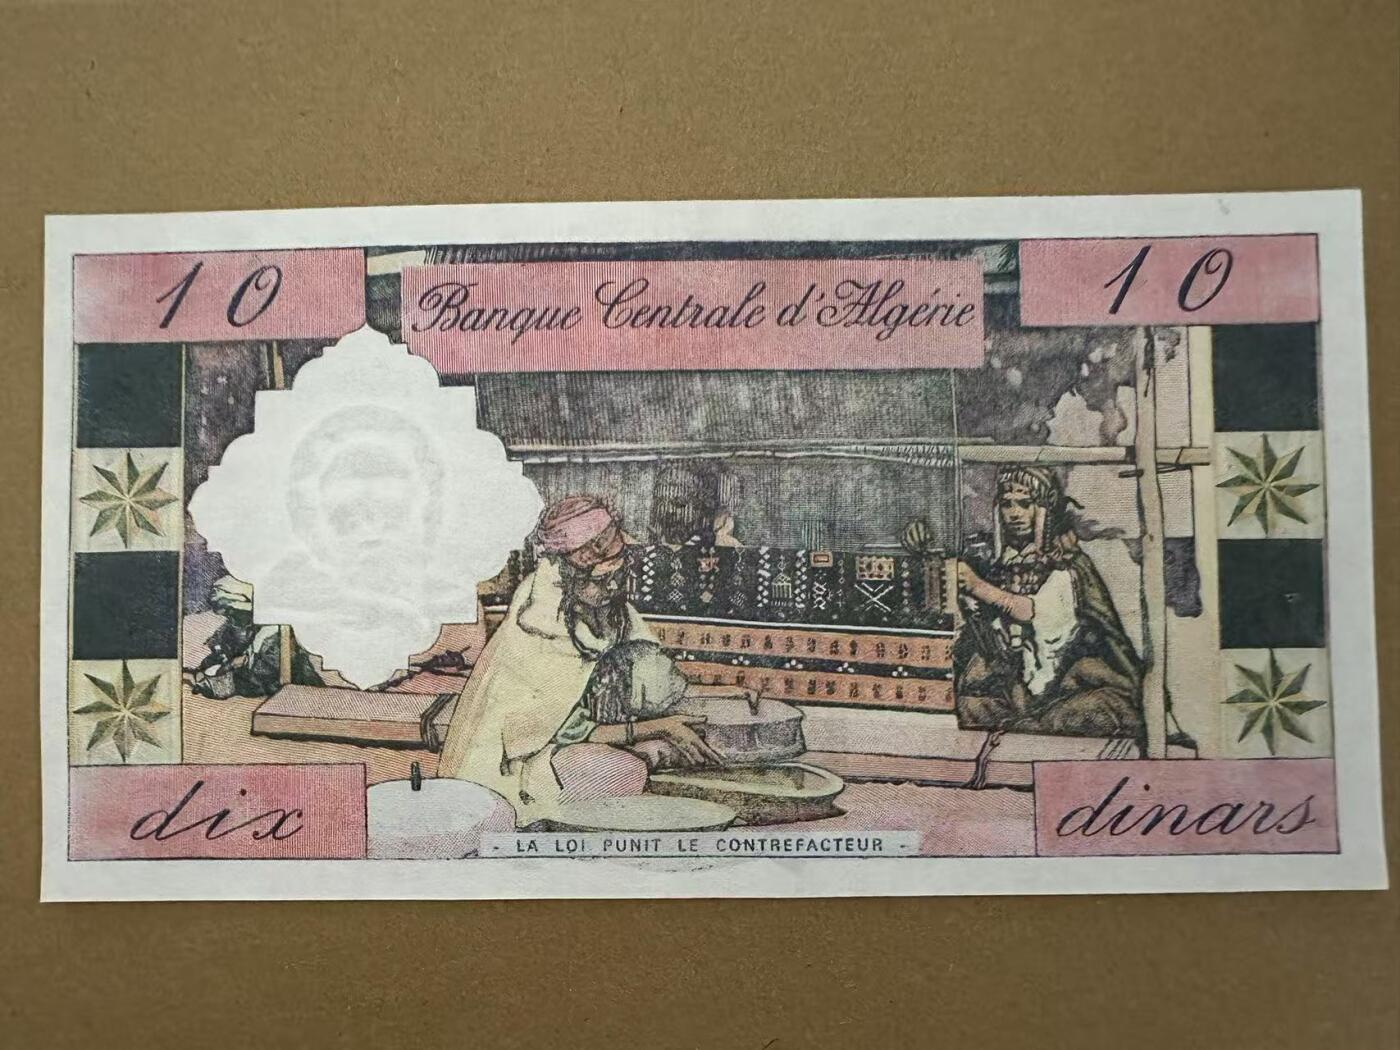 10
Banque Centrale d'Algérie
10
dix
dinars
- LA LOI PUNIT LE CONTREFACTEUR -